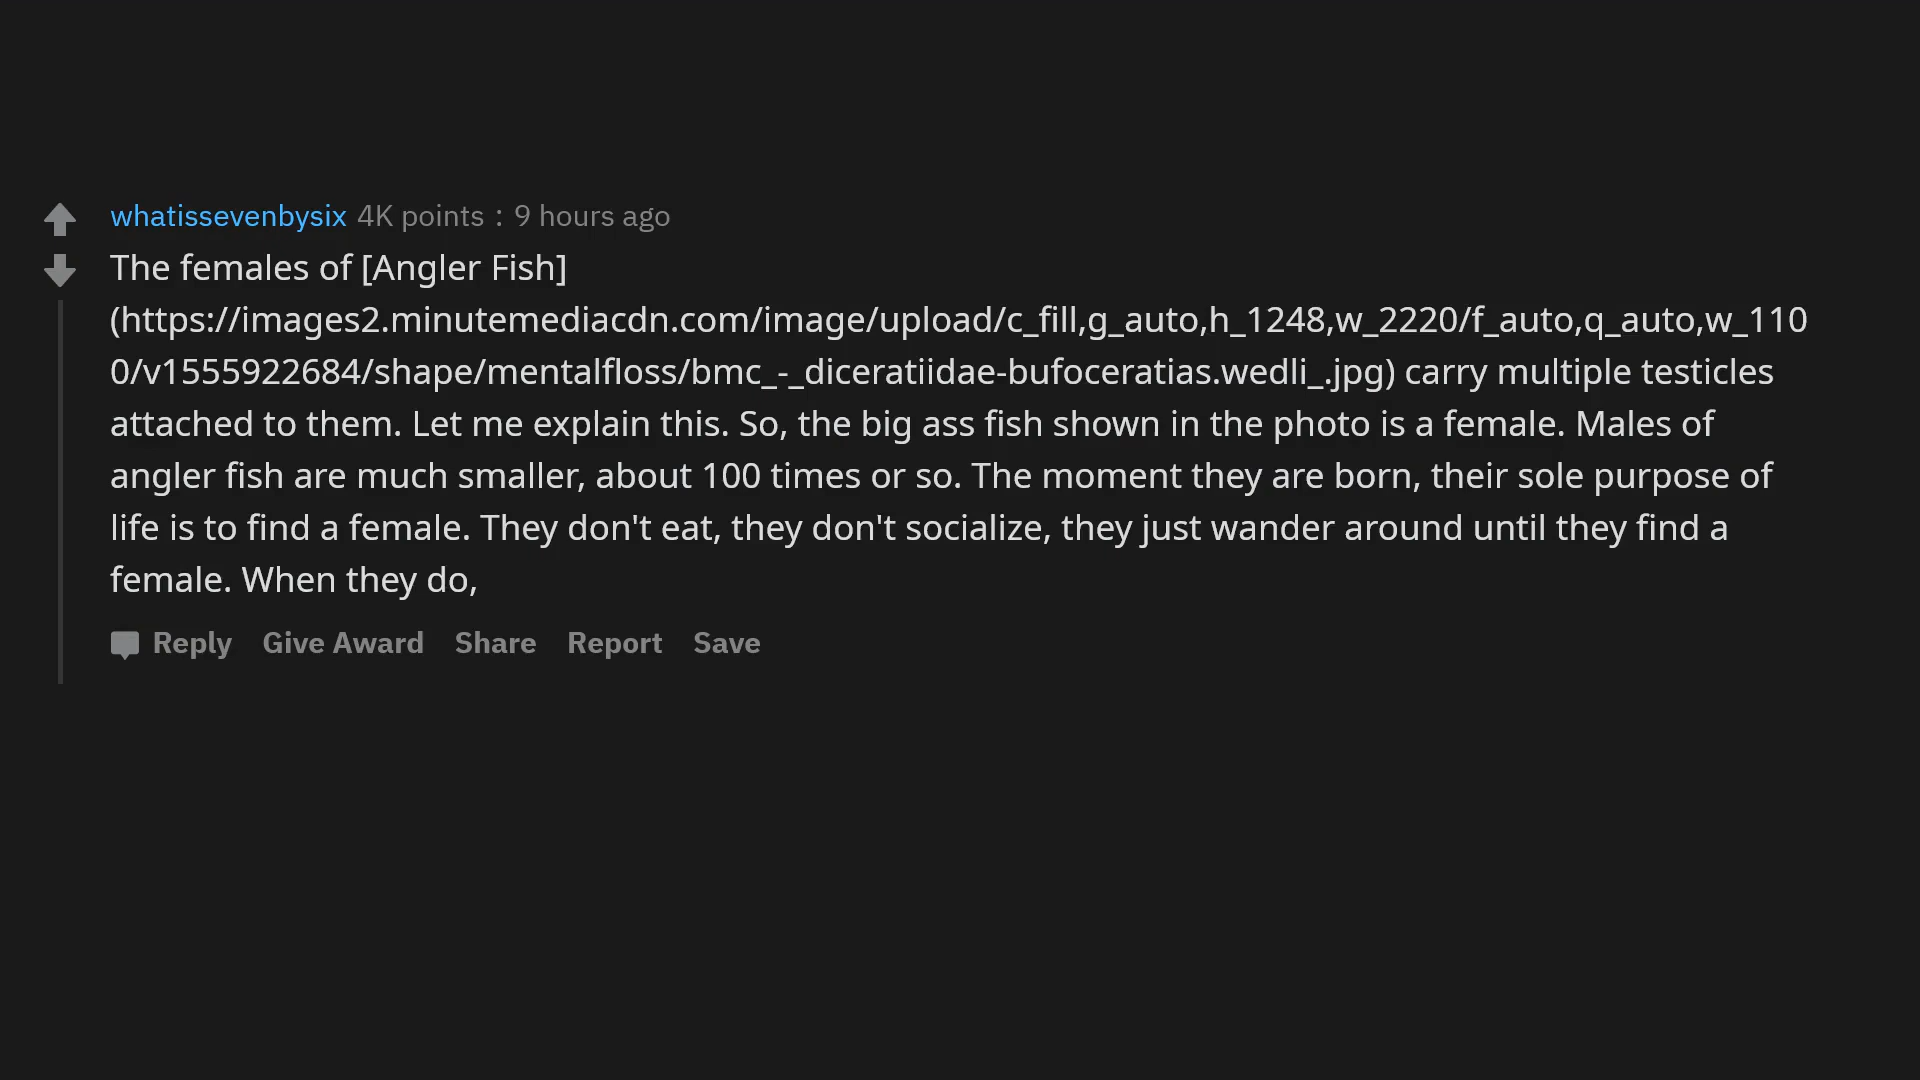 whatissevenbysix 4K points : 9 hours ago
The females of [Angler Fish]
(https://images2.minutemediacdn.com/image/upload/c_fill,g_auto,h_1248,w_2220/f_auto,q_auto,w_110
0/v1555922684/shape/mentalfloss/bmc_-_diceratiidae-bufoceratias.wedli_.jpg) carry multiple testicles
attached to them. Let me explain this. So, the big ass fish shown in the photo is a female. Males of
angler fish are much smaller, about 100 times or so. The moment they are born, their sole purpose of
life is to find a female. They don't eat, they don't socialize, they just wander around until they find a
female. When they do,
Reply Give Award Share Report Save